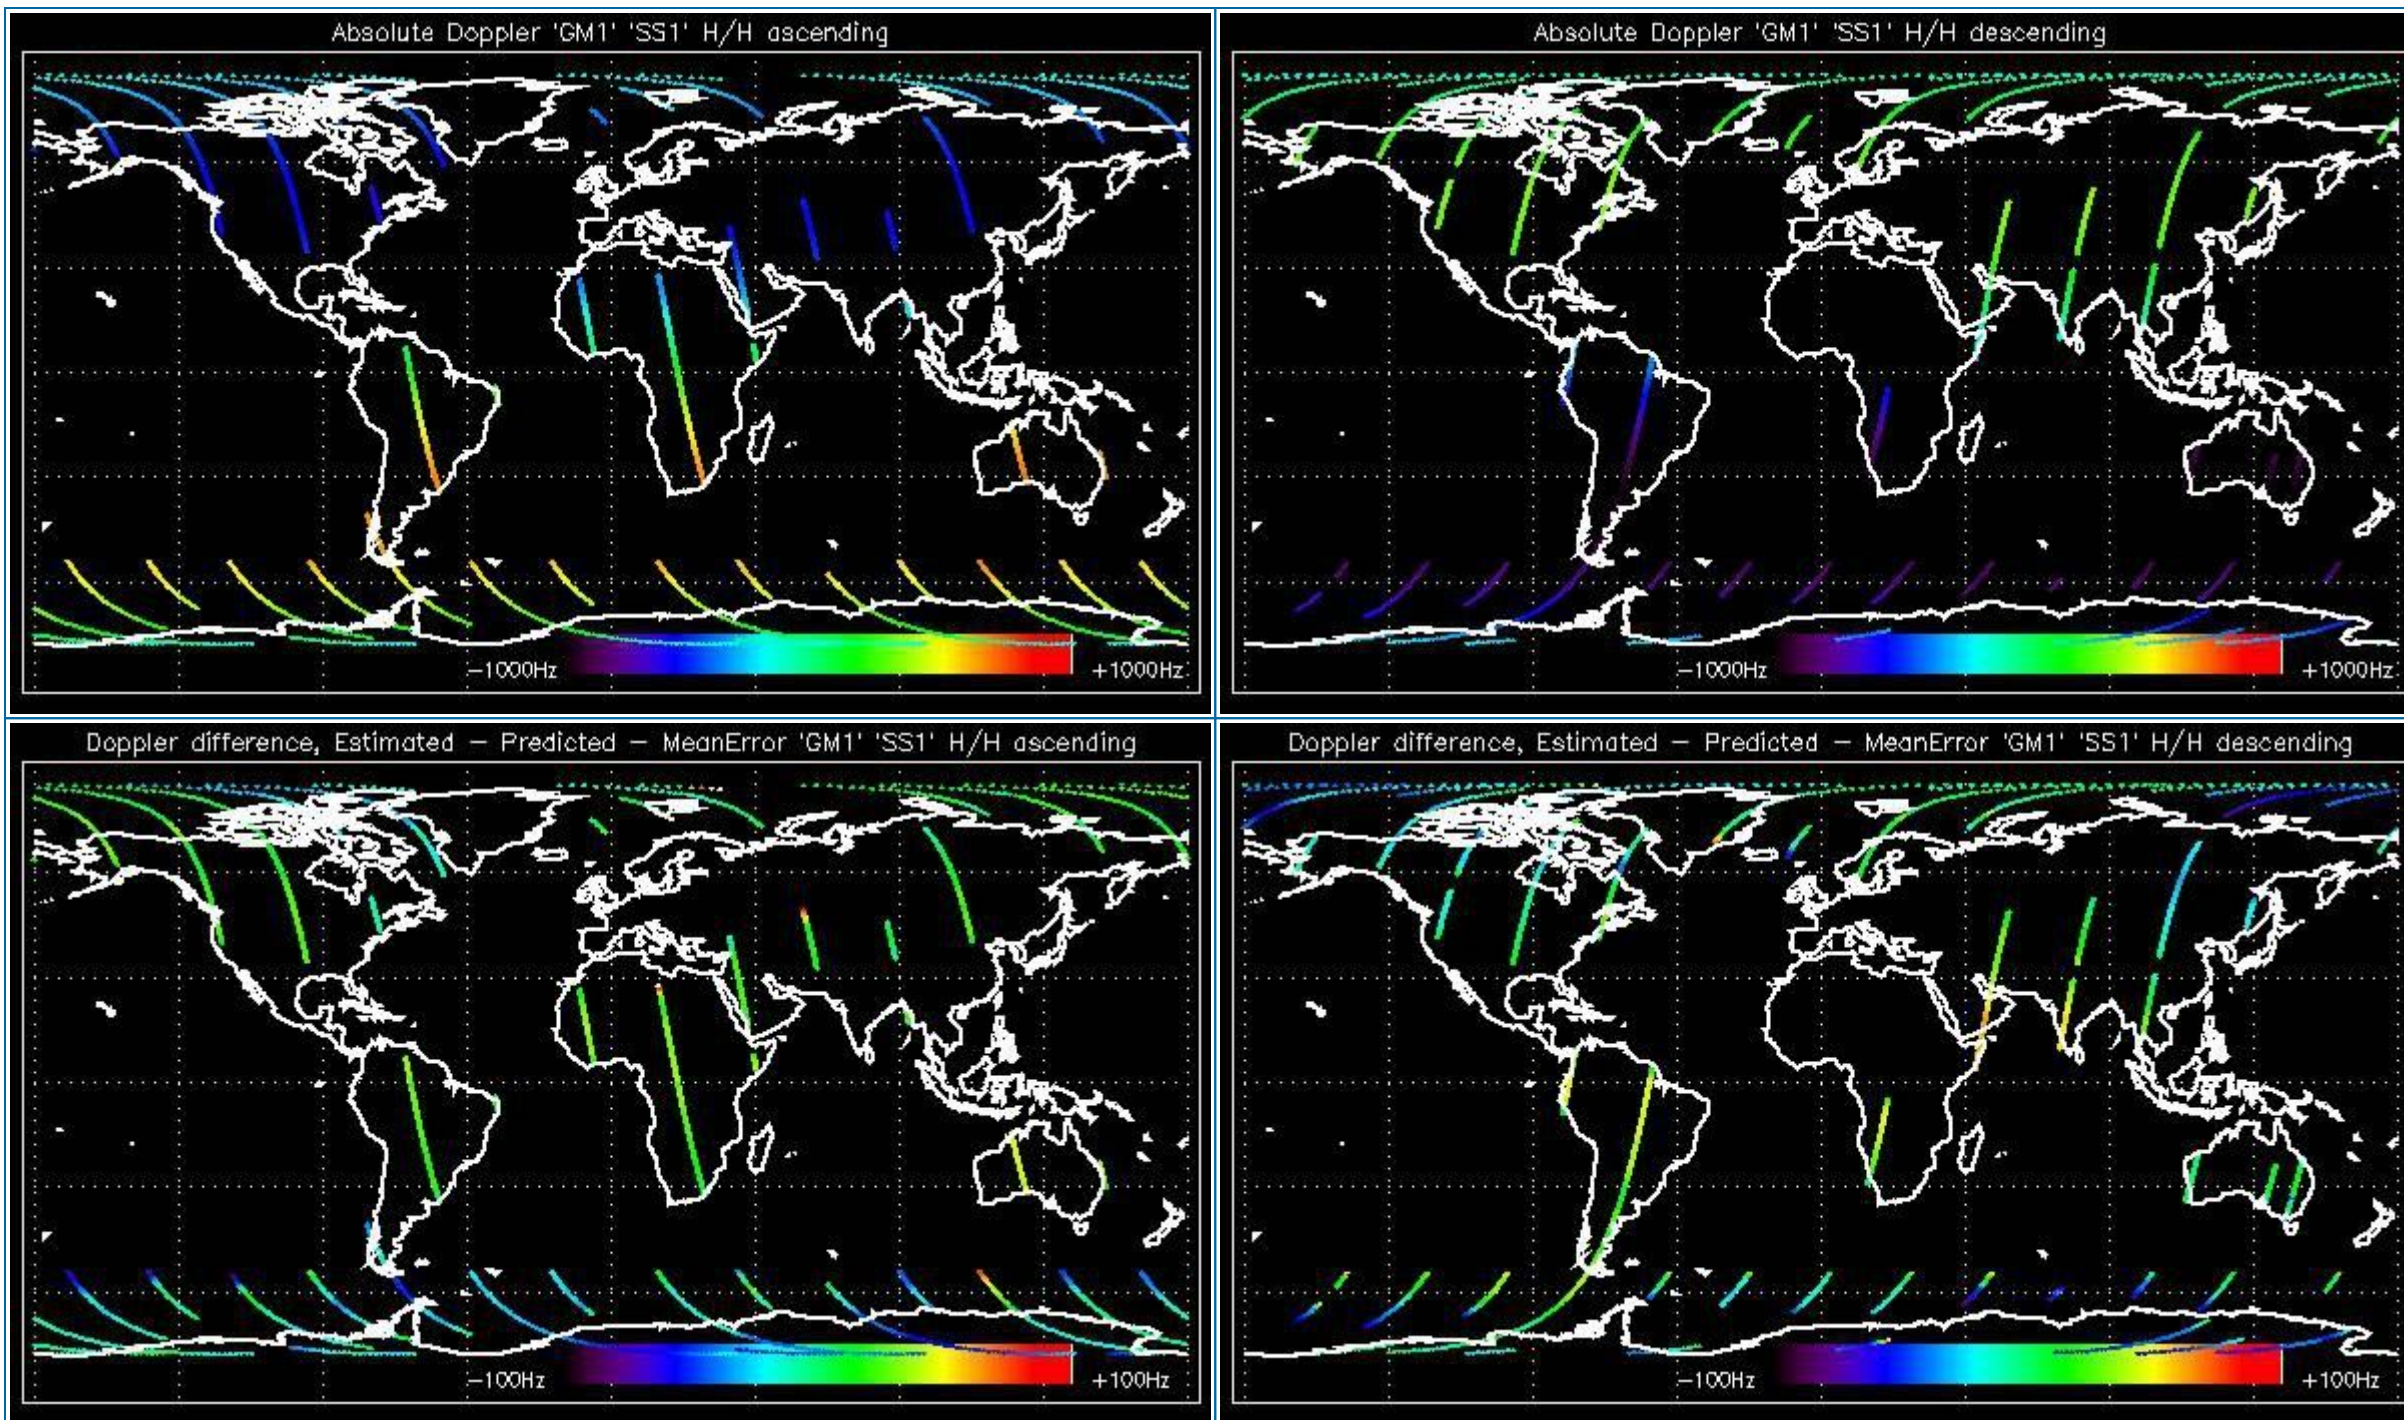 Absolute Doppler 'GM1' 'SS1' H/H ascending
-1000Hz
+1000Hz
Absolute Doppler 'GM1' 'SS1' H/H descending
-1000Hz
+1000Hz
Doppler difference, Estimated - Predicted - MeanError 'GM1' 'SS1' H/H ascending
-100Hz
+100Hz
Doppler difference, Estimated - Predicted - MeanError 'GM1' 'SS1' H/H descending
-100Hz
+100Hz